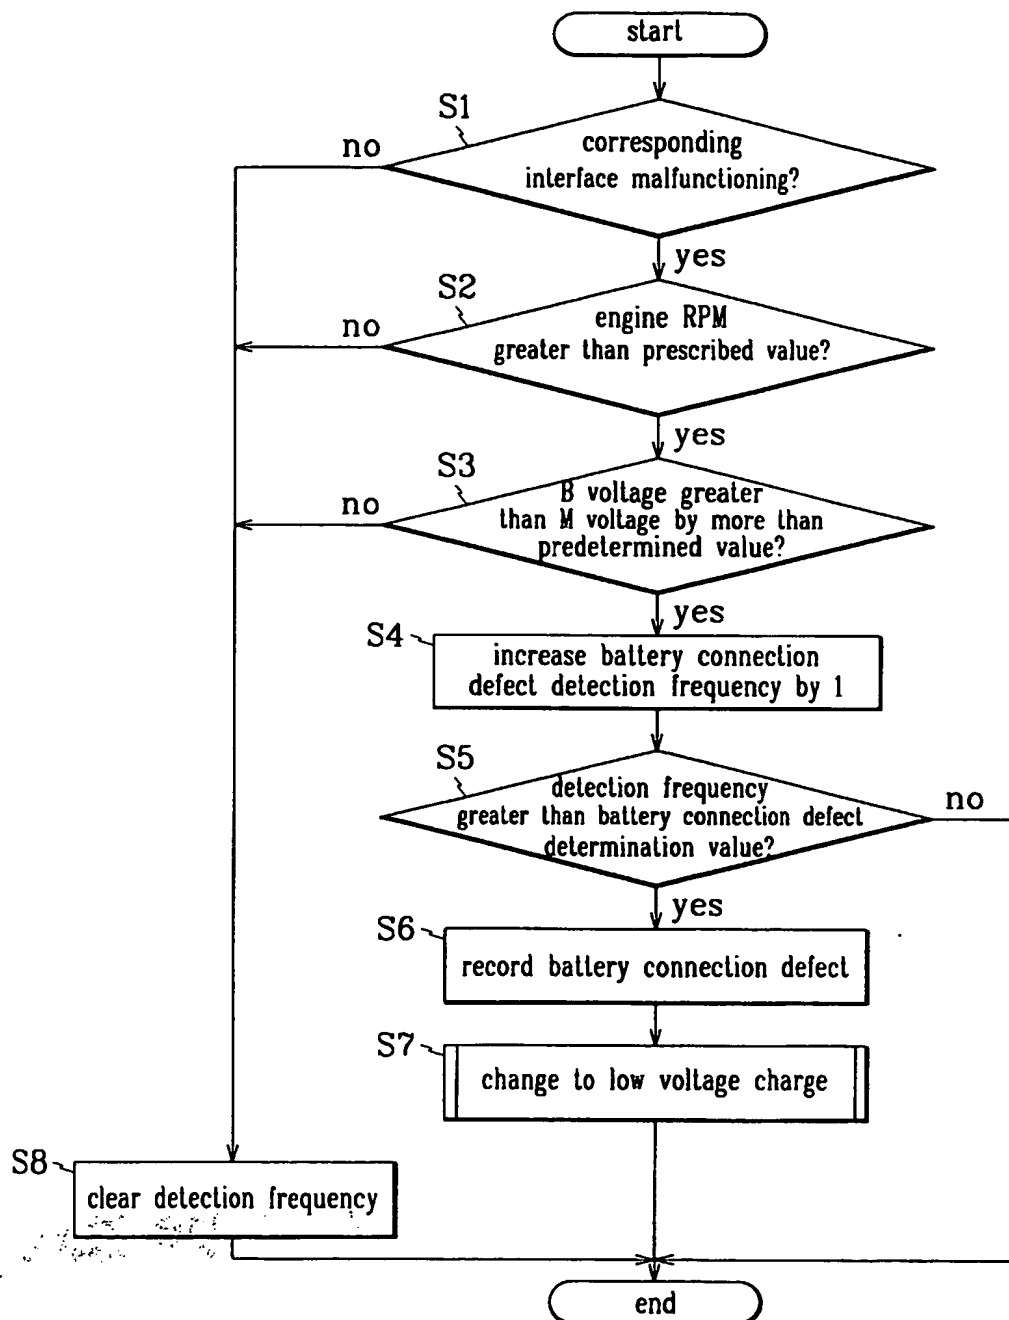 start
S1
no
corresponding
interface malfunctioning?
yes
S2
no
engine RPM
greater than prescribed value?
yes
S3
no
B voltage greater
than M voltage by more than
predetermined value?
yes
S4
increase battery connection
defect detection frequency by 1
S5
detection frequency
greater than battery connection defect
determination value?
no
yes
S6
record battery connection defect
S7
change to low voltage charge
S8
clear detection frequency
end